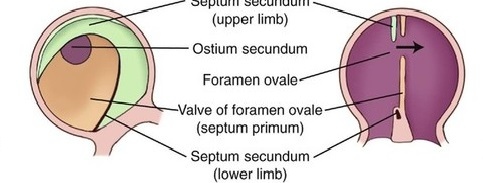 Septum secundum
(upper limb)
Ostium secundum
Foramen ovale
Valve of foramen ovale
(septum primum)
Septum secundum
(lower limb)